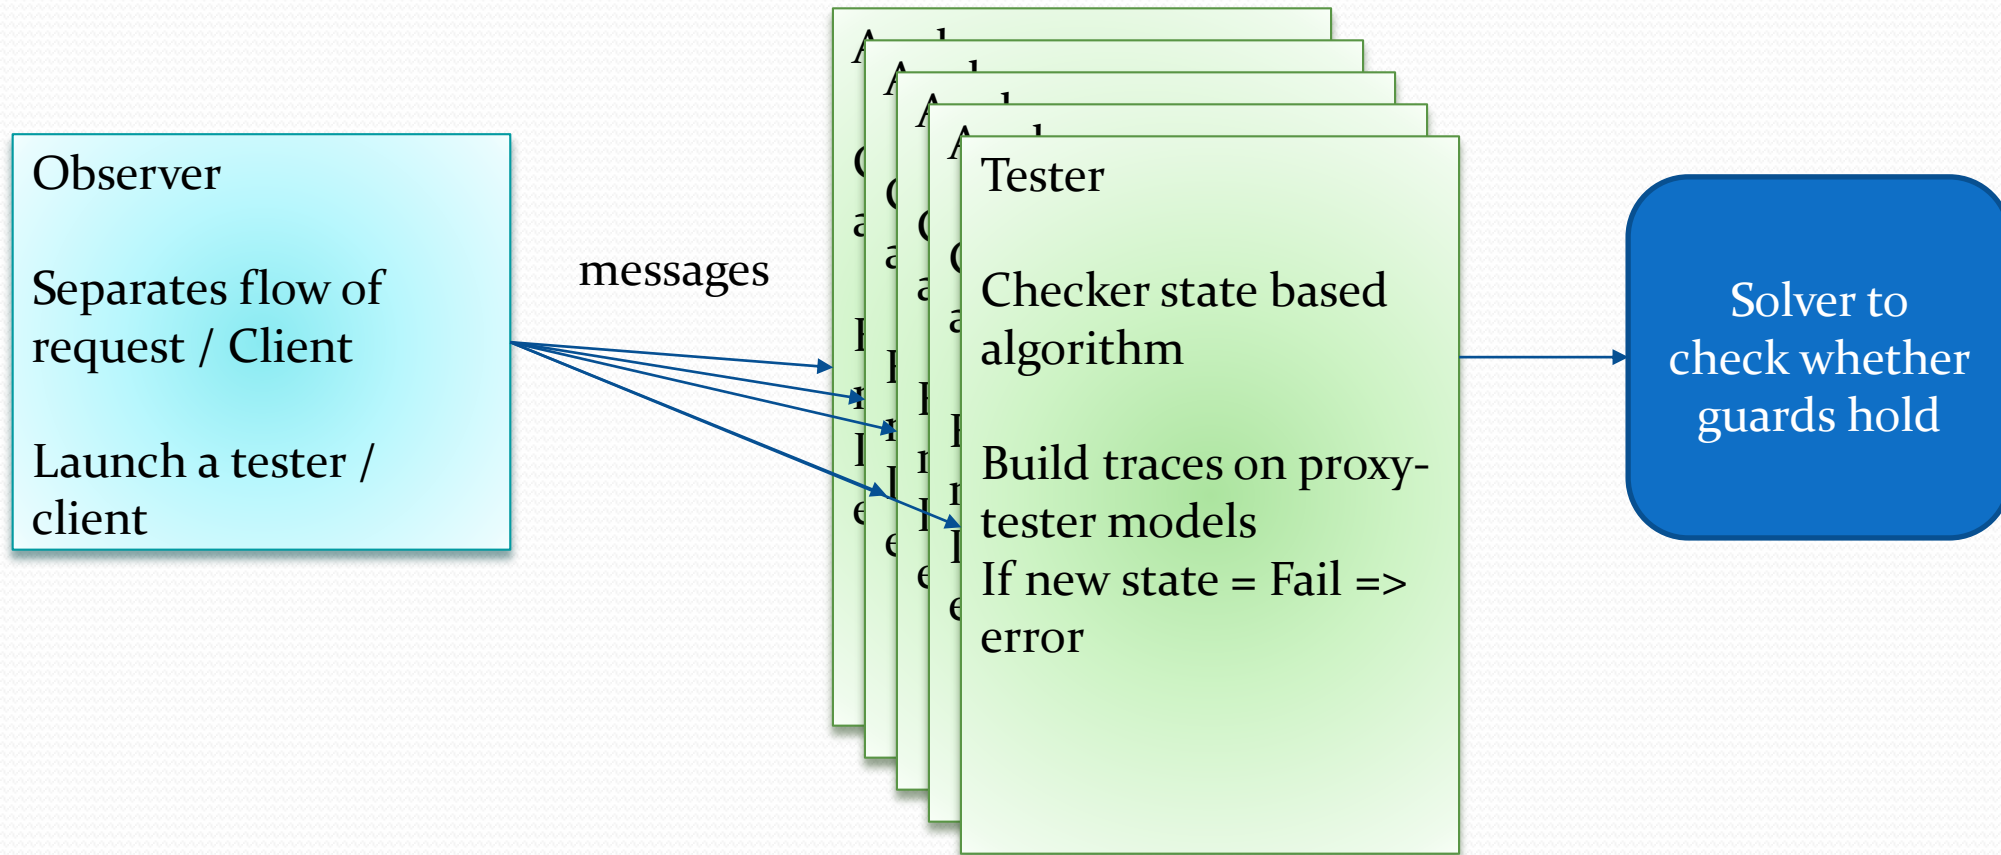 Observer
Separates flow of
request / Client
Launch a tester /
client
messages
Tester
Checker state based
algorithm
Build traces on proxy-
tester models
If new state = Fail =>
error
Solver to
check whether
guards hold